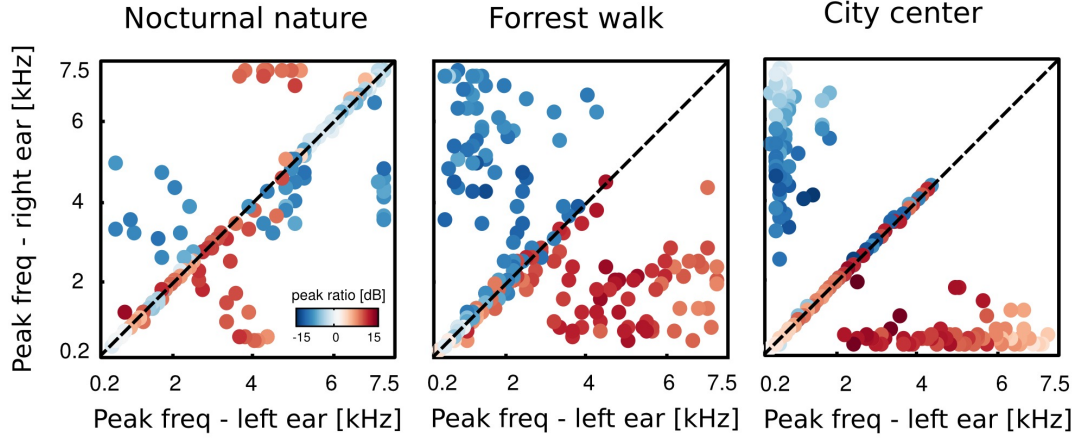 Nocturnal nature
Forrest walk
City center
Peak freq - right ear [kHz]
7.5
6
4
2
0.2
peak ratio [dB]
-15 0 15
0.2 2 4 6 7.5
0.2 2 4 6 7.5
0.2 2 4 6 7.5
Peak freq - left ear [kHz]
Peak freq - left ear [kHz]
Peak freq - left ear [kHz]